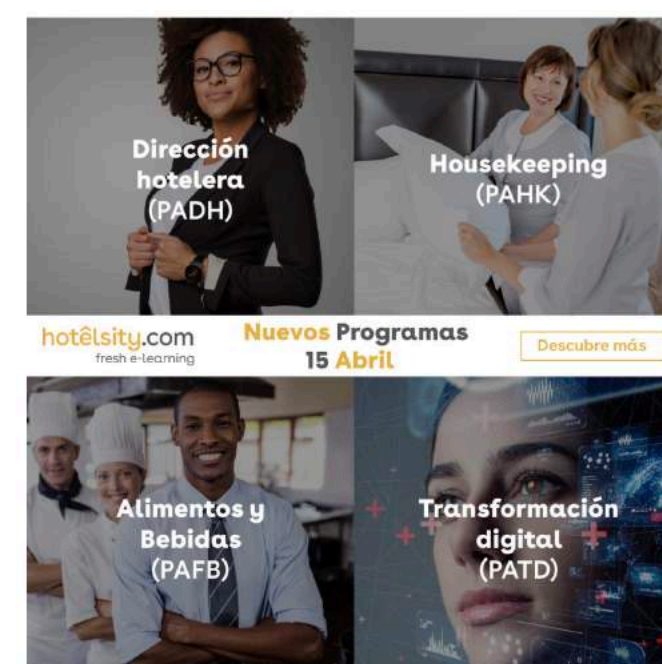 Dirección
hotelera
(PADH)
Housekeeping
(PAHK)
hotêlsity.com
fresh e-learning
Nuevos Programas
15 Abril
Descubre más
Alimentos y
Bebidas
(PAFB)
Transformación
digital
(PATD)